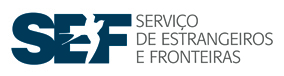 SEF SERVIÇO
DE ESTRANGEIROS
E FRONTEIRAS